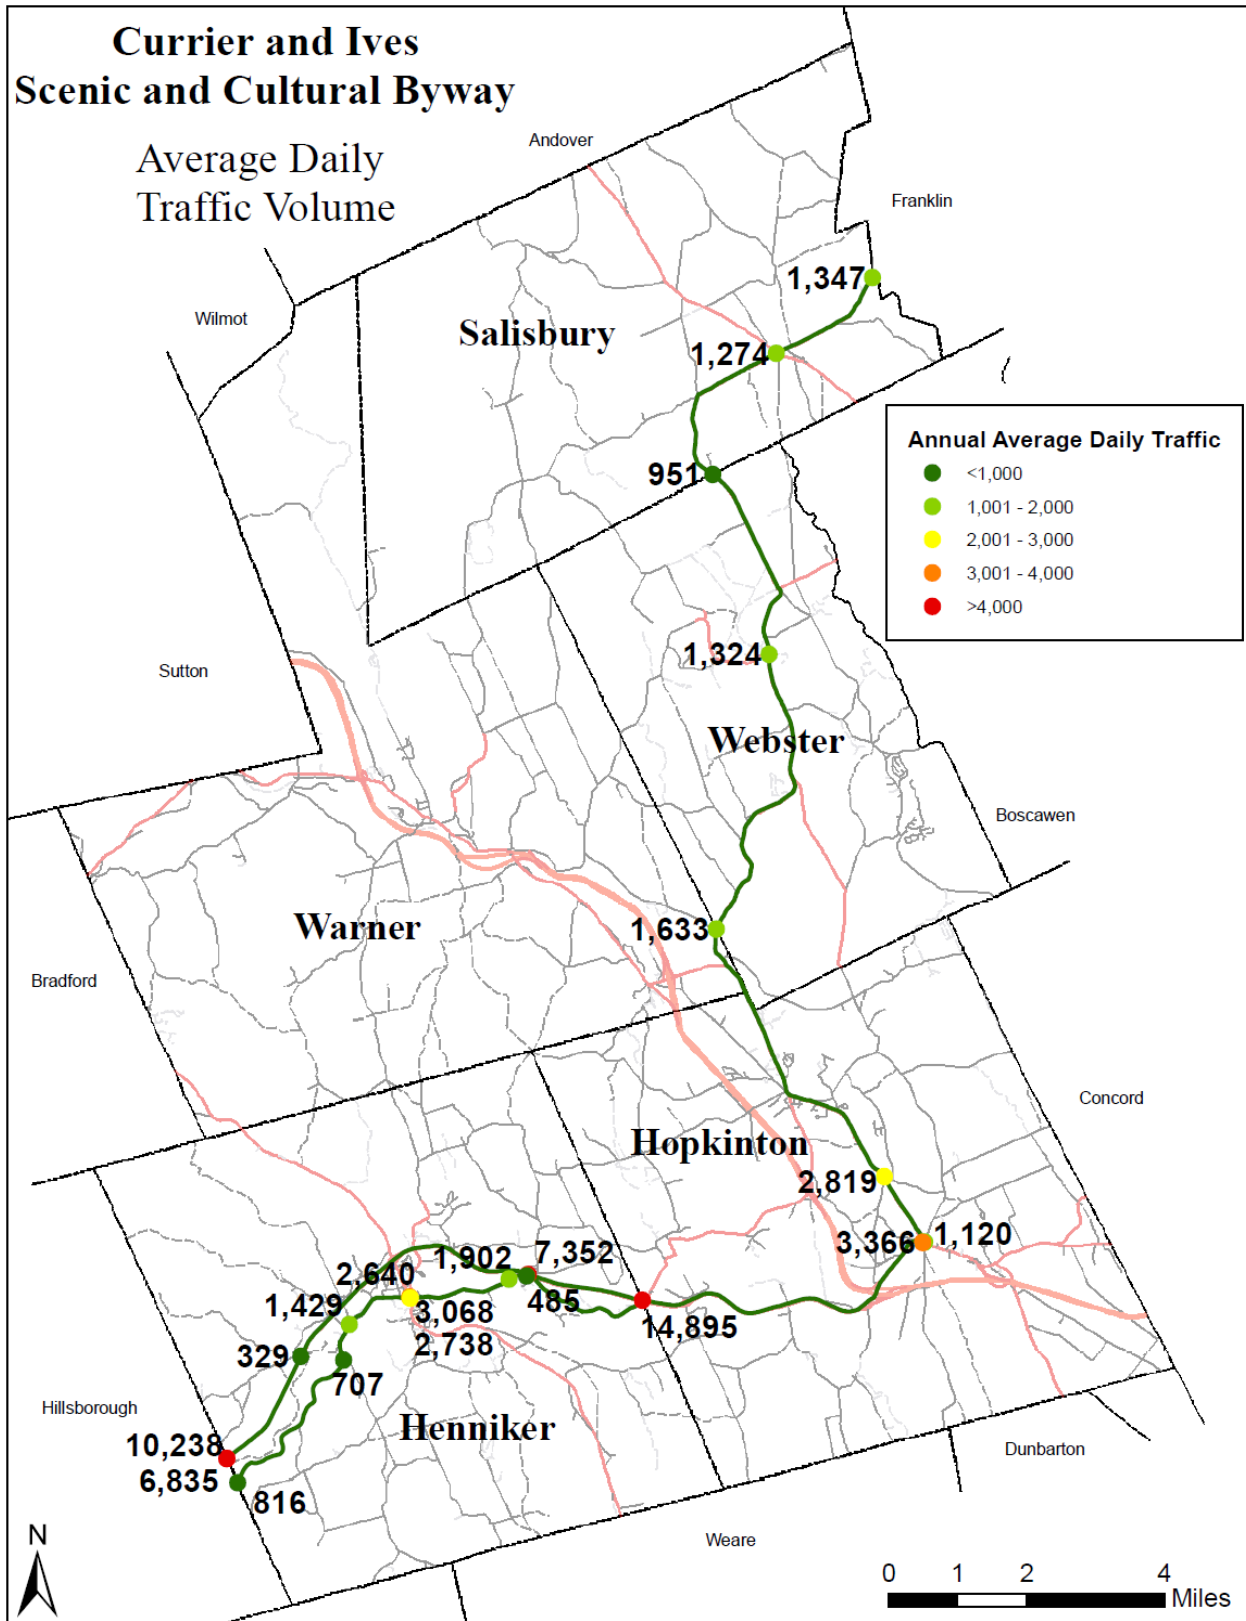 Currier and Ives
Scenic and Cultural Byway
Average Daily
Traffic Volume
Andover
Franklin
1,347
Wilmot
Salisbury
1,274
Annual Average Daily Traffic
<1,000
1,001 - 2,000
2,001 - 3,000
3,001 - 4,000
>4,000
951
1,324
Sutton
Webster
Boscawen
1,633
Warner
Bradford
Concord
Hopkinton
2,819
3,366
1,120
7,352
1,902
2,640
485
1,429
3,068
14,895
2,738
329
707
Hillsborough
Henniker
10,238
6,835
816
Dunbarton
Weare
N
0 1 2 4
Miles